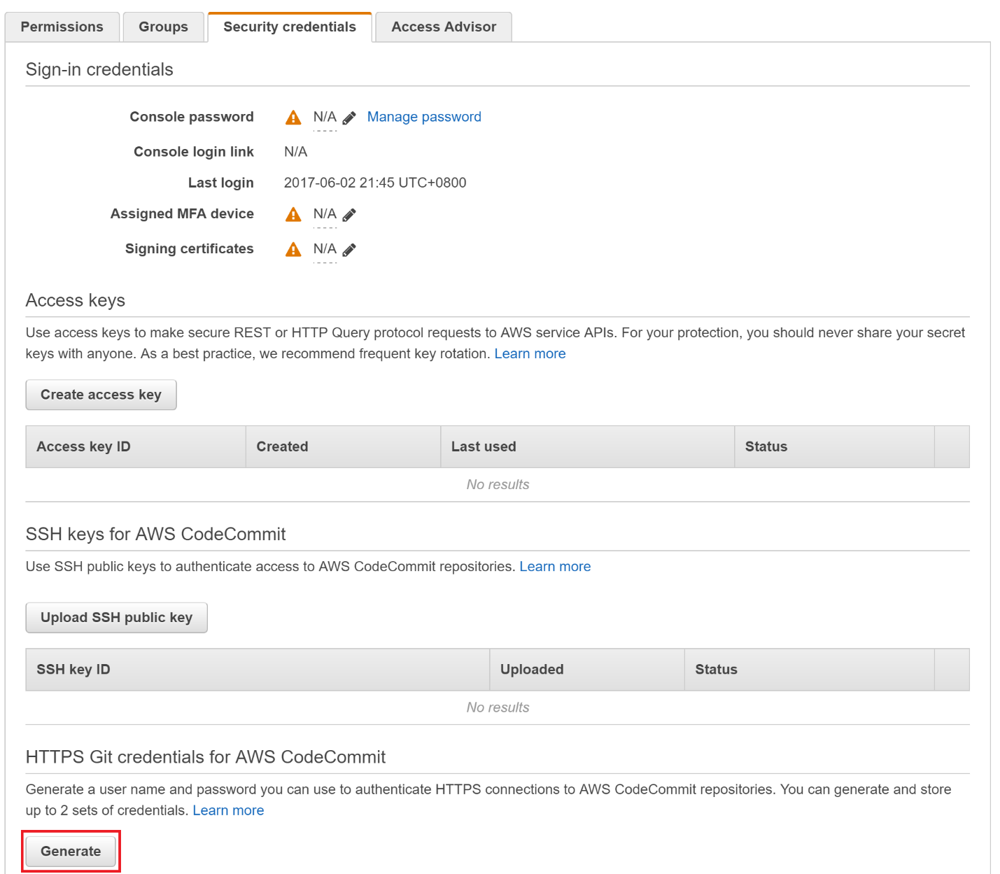 Permissions Groups Security credentials Access Advisor
Sign-in credentials
Console password N/A Manage password
Console login link N/A
Last login 2017-06-02 21:45 UTC+0800
Assigned MFA device N/A
Signing certificates N/A
Access keys
Use access keys to make secure REST or HTTP Query protocol requests to AWS service APIs. For your protection, you should never share your secret
keys with anyone. As a best practice, we recommend frequent key rotation. Learn more
Create access key
Access key ID Created Last used Status
No results
SSH keys for AWS CodeCommit
Use SSH public keys to authenticate access to AWS CodeCommit repositories. Learn more
Upload SSH public key
SSH key ID Uploaded Status
No results
HTTPS Git credentials for AWS CodeCommit
Generate a user name and password you can use to authenticate HTTPS connections to AWS CodeCommit repositories. You can generate and store
up to 2 sets of credentials. Learn more
Generate